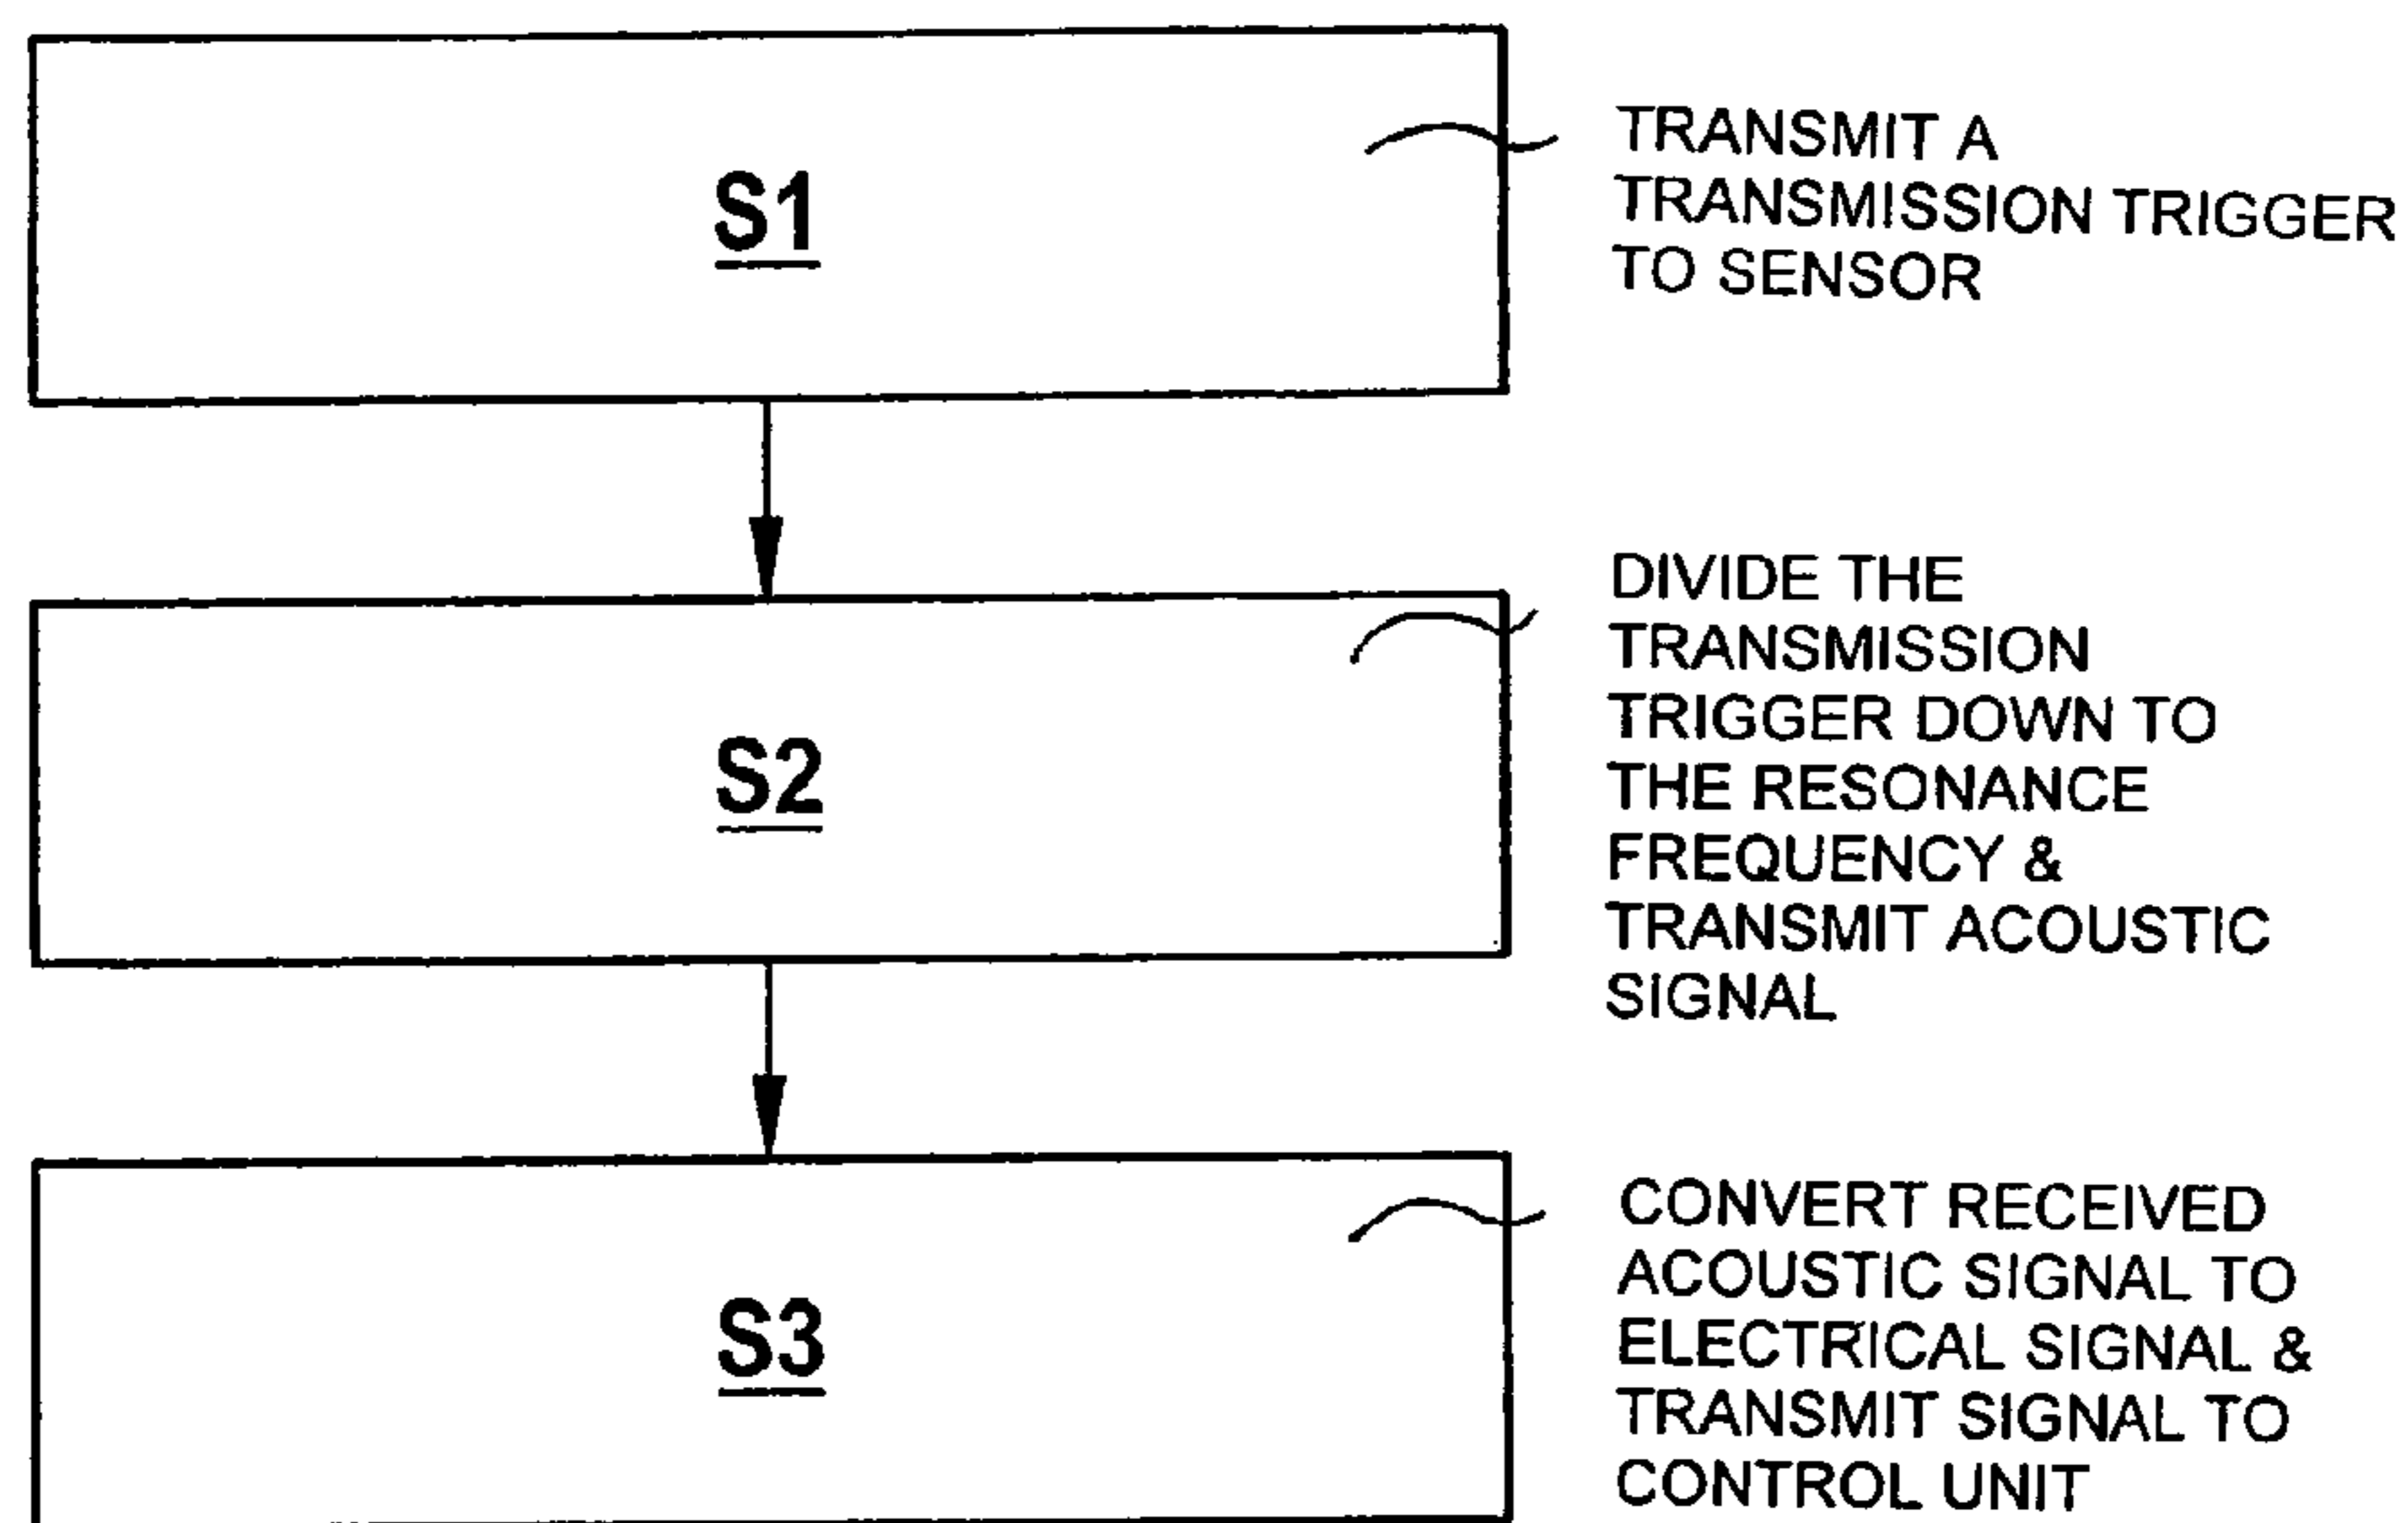 S1
TRANSMIT A
TRANSMISSION TRIGGER
TO SENSOR
S2
DIVIDE THE
TRANSMISSION
TRIGGER DOWN TO
THE RESONANCE
FREQUENCY &
TRANSMIT ACOUSTIC
SIGNAL
S3
CONVERT RECEIVED
ACOUSTIC SIGNAL TO
ELECTRICAL SIGNAL &
TRANSMIT SIGNAL TO
CONTROL UNIT